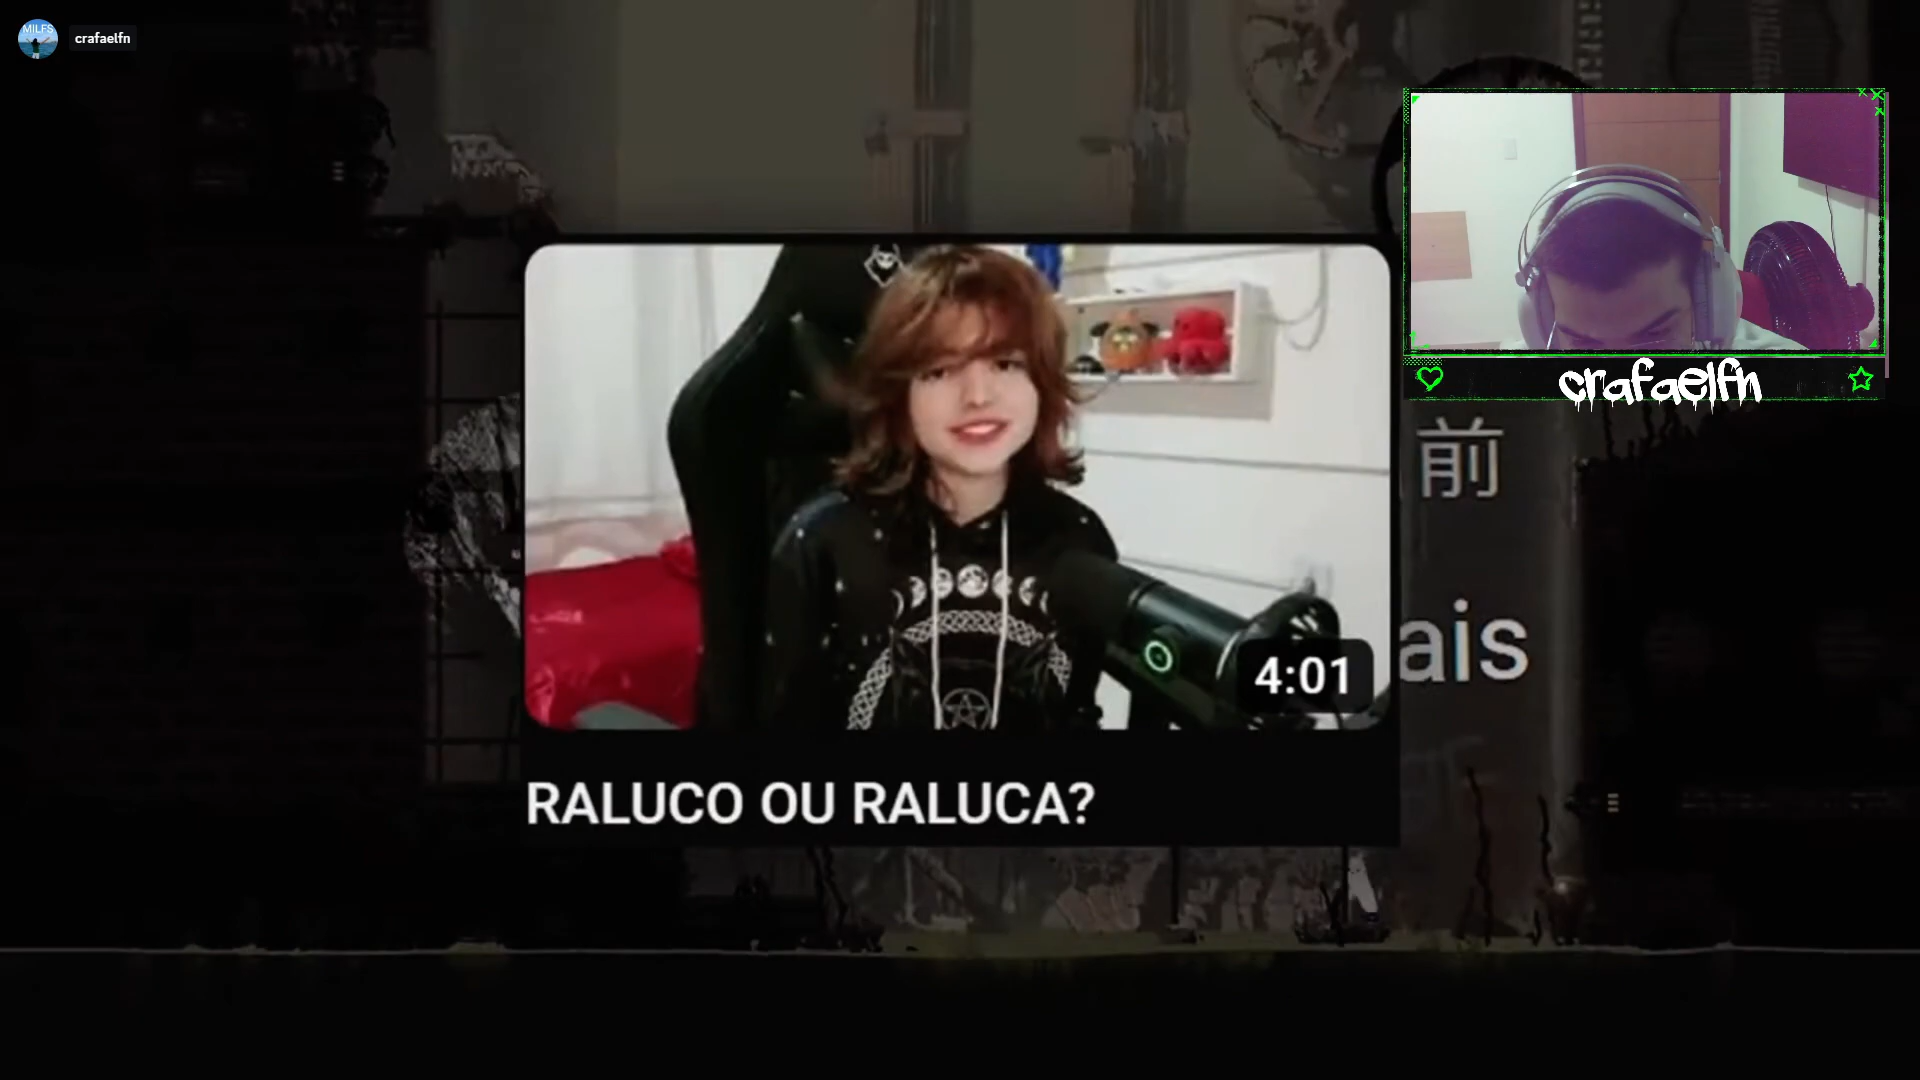 MILFS
crafaelfn
crafaelfn
前
ais
4:01
RALUCO OU RALUCA?